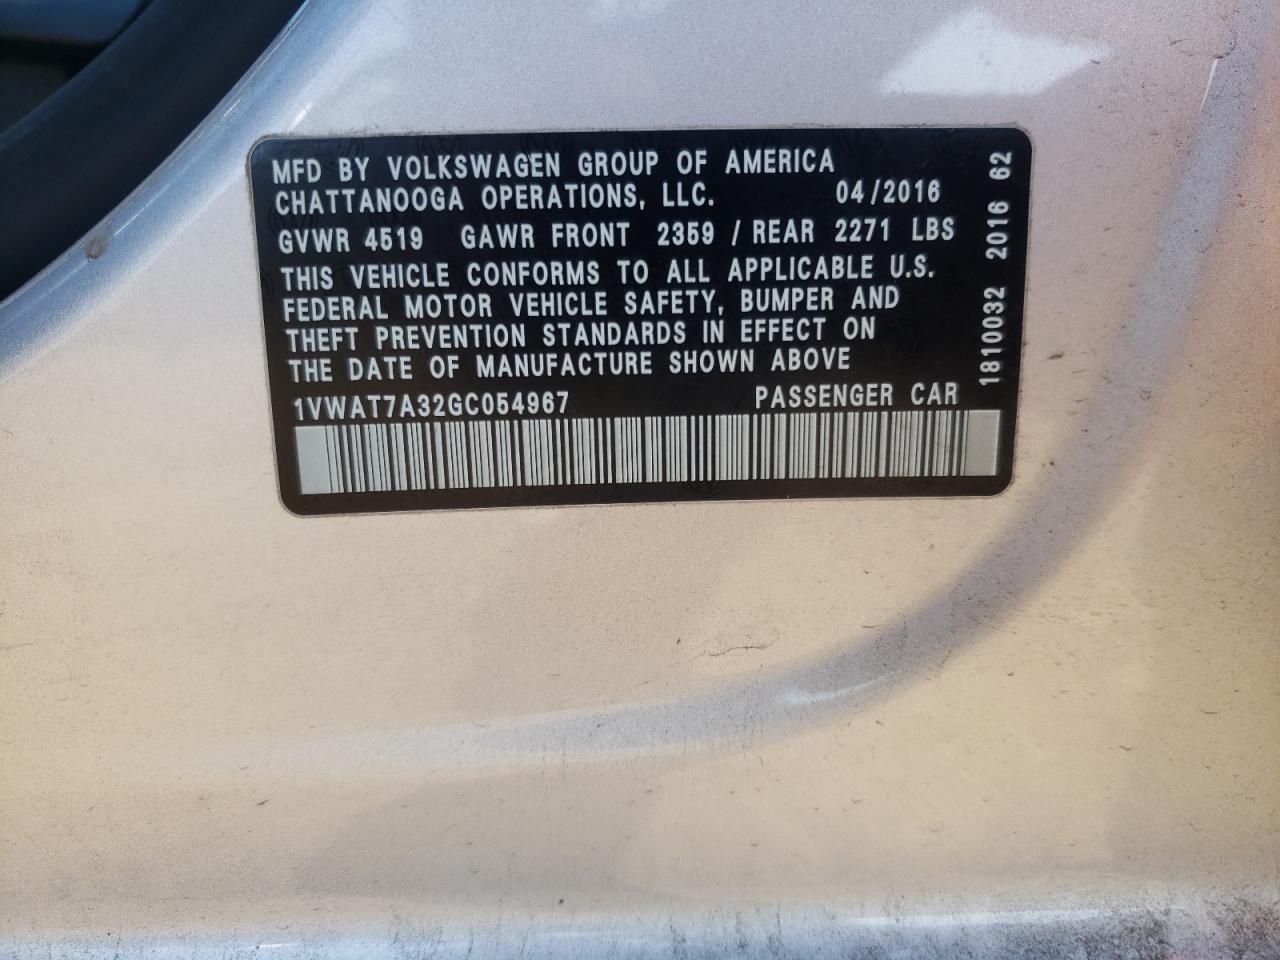 MFD BY VOLKSWAGEN GROUP OF AMERICA
CHATTANOOGA OPERATIONS, LLC. 04/2016
GVWR 4519 GAWR FRONT 2359 / REAR 2271 LBS
THIS VEHICLE CONFORMS TO ALL APPLICABLE U.S.
FEDERAL MOTOR VEHICLE SAFETY, BUMPER AND
THEFT PREVENTION STANDARDS IN EFFECT ON
THE DATE OF MANUFACTURE SHOWN ABOVE
1VWAT7A32GC054967 PASSENGER CAR
1810032 2016 62